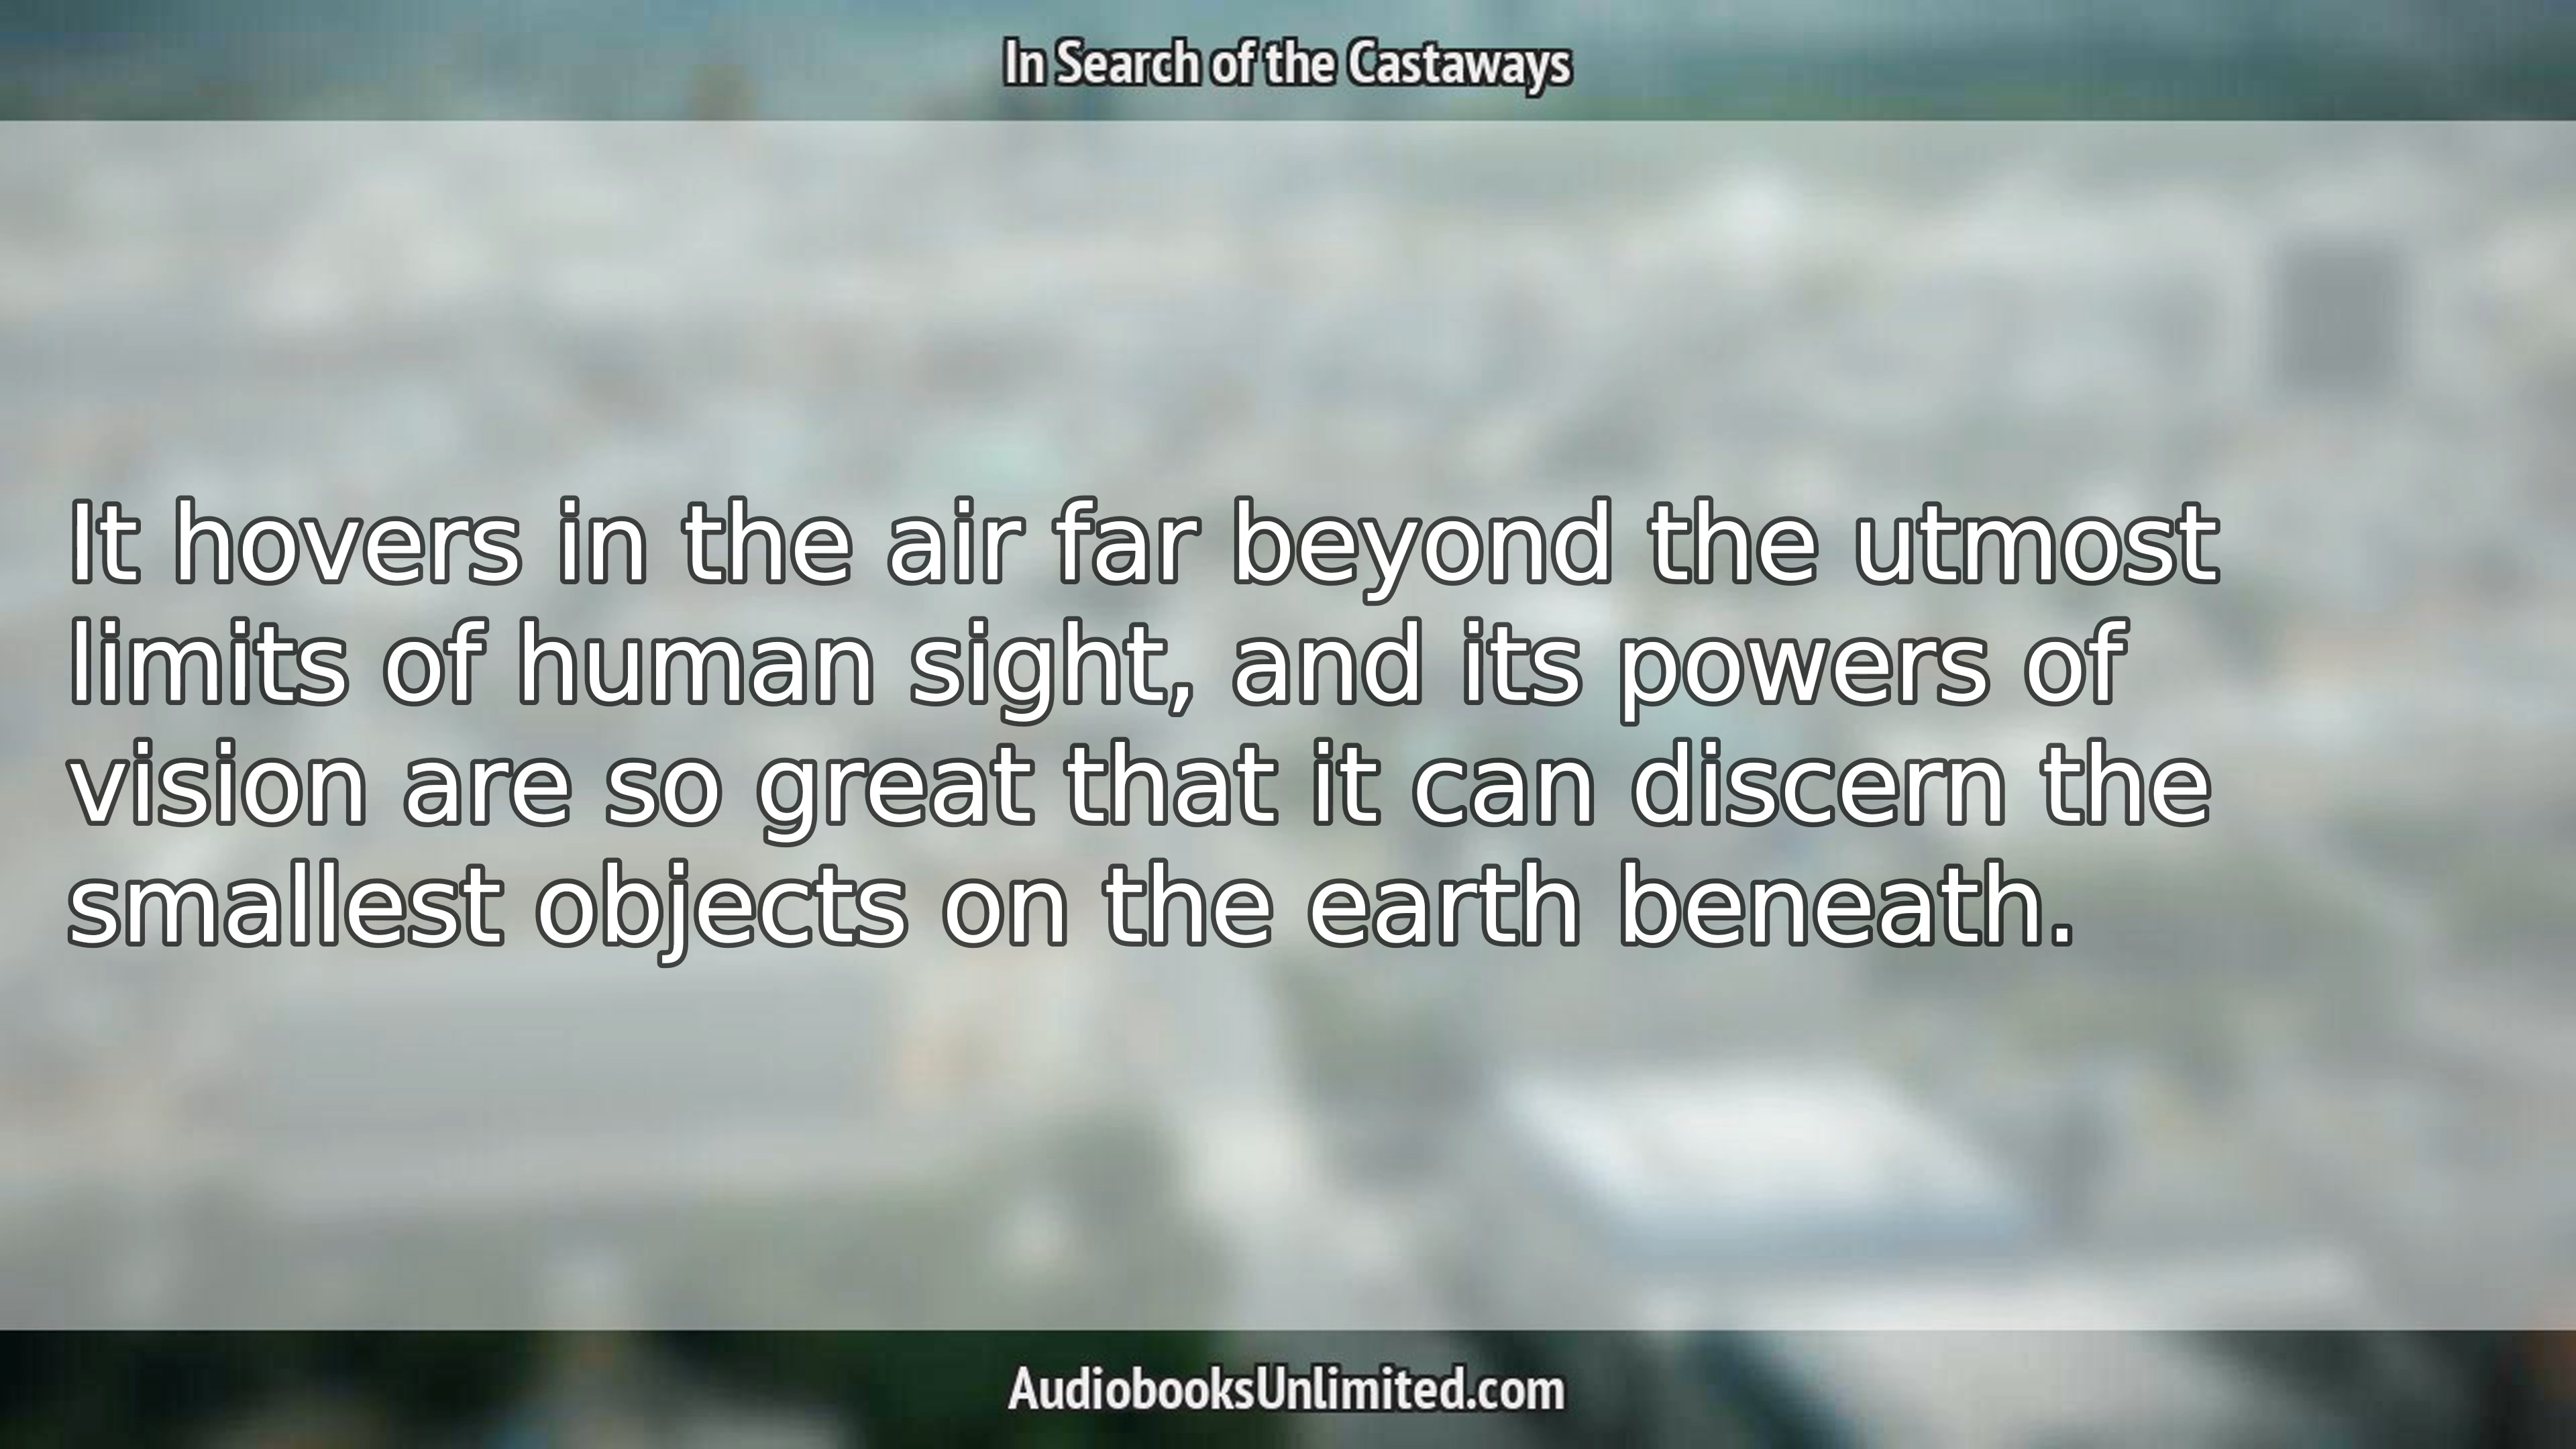 In Search of the Castaways
It hovers in the air far beyond the utmost
limits of human sight, and its powers of
vision are so great that it can discern the
smallest objects on the earth beneath.
AudiobooksUnlimited.com